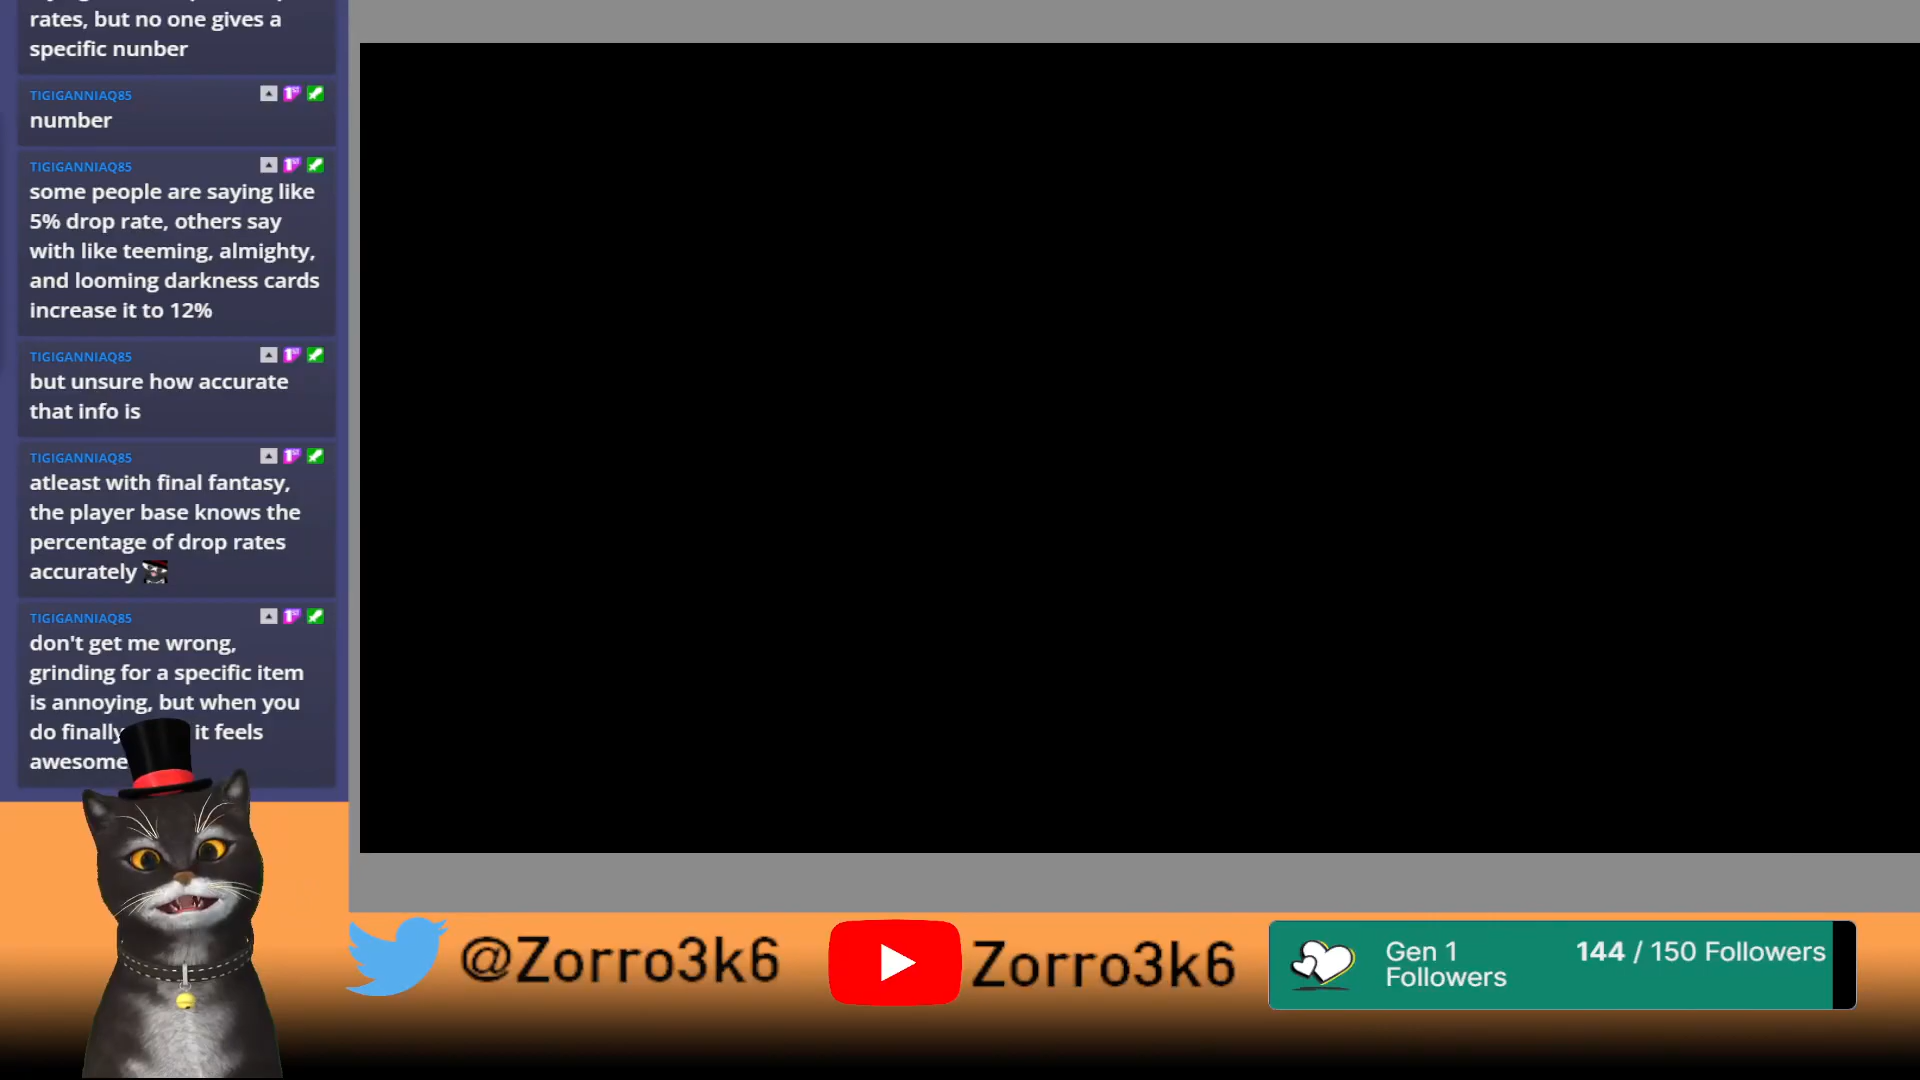 rates, but no one gives a
specific nunber
TIGIGANNIAQ85
number
TIGIGANNIAQ85
some people are saying like
5% drop rate, others say
with like teeming, almighty,
and looming darkness cards
increase it to 12%
TIGIGANNIAQ85
but unsure how accurate
that info is
TIGIGANNIAQ85
atleast with final fantasy,
the player base knows the
percentage of drop rates
accurately
TIGIGANNIAQ85
don't get me wrong,
grinding for a specific item
is annoying, but when you
do finally it feels
awesome
@Zorro3k6
Zorro3k6
Gen 1
Followers
144 / 150 Followers